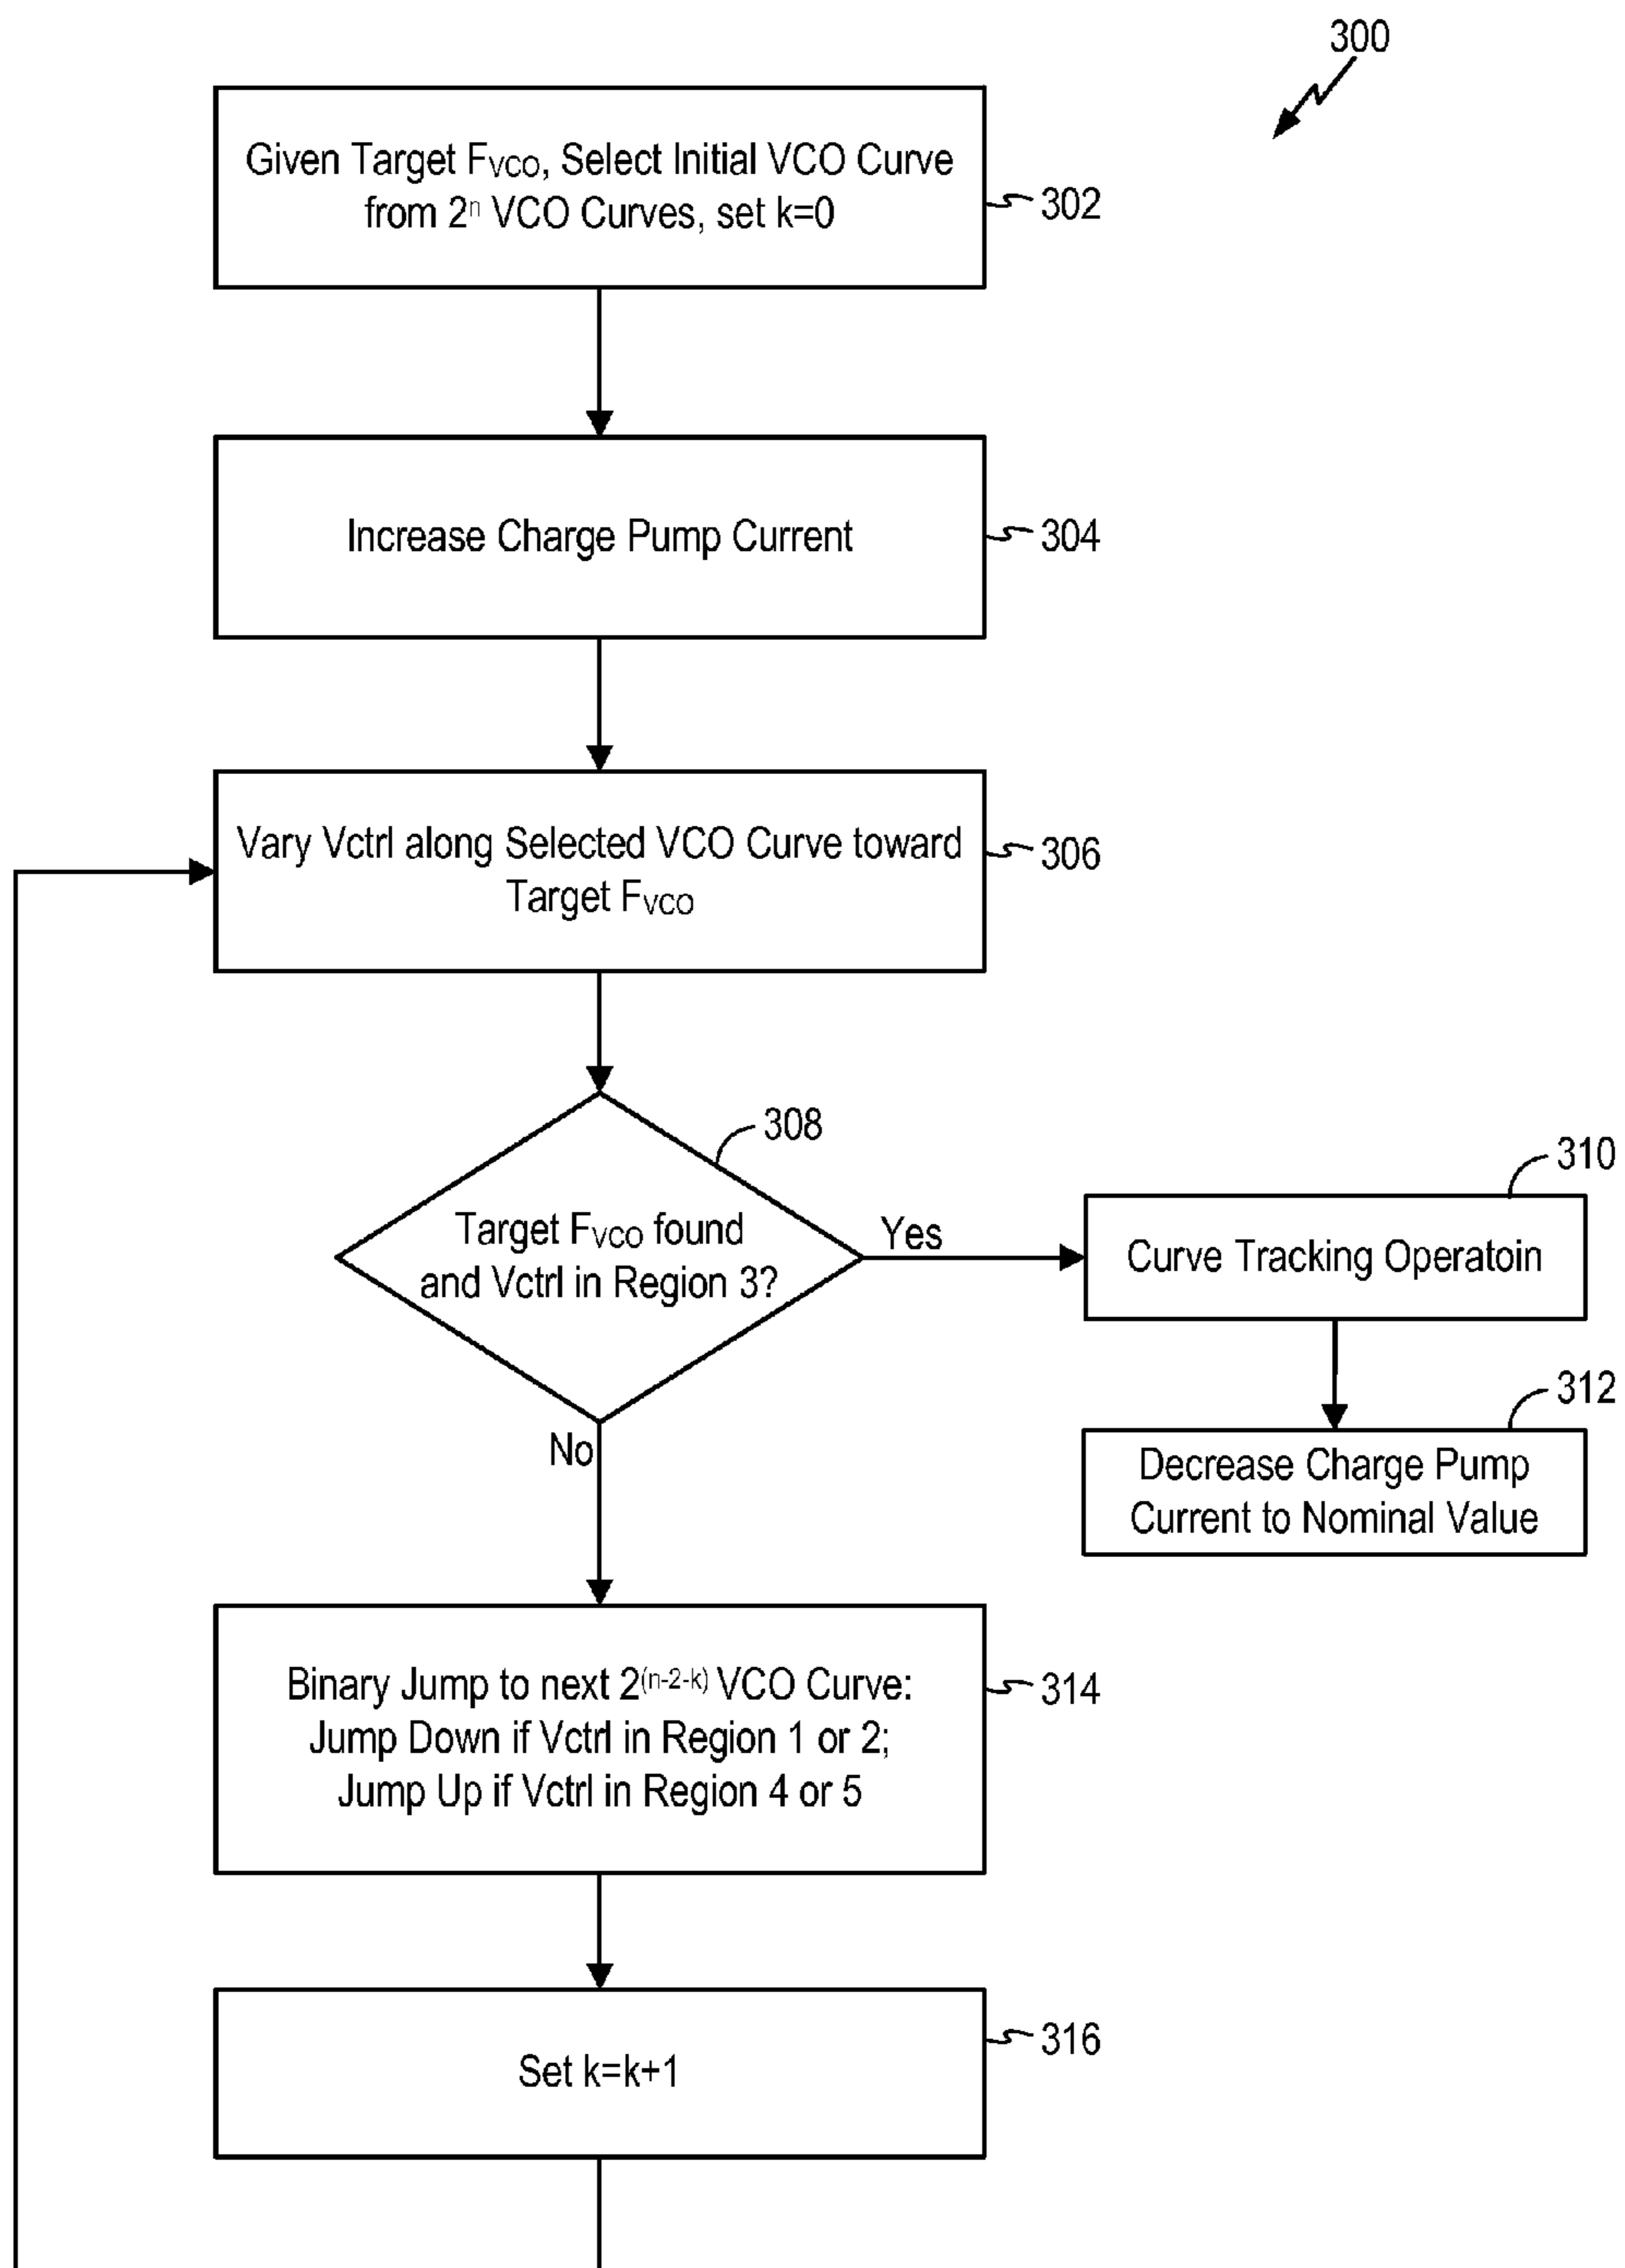 300
Given Target FVCO, Select Initial VCO Curve
from 2ⁿ VCO Curves, set k=0
302
Increase Charge Pump Current
304
Vary Vctrl along Selected VCO Curve toward
Target FVCO
306
308
Target FVCO found
and Vctrl in Region 3?
Yes
310
Curve Tracking Operatoin
312
Decrease Charge Pump
Current to Nominal Value
No
Binary Jump to next 2⁽ⁿ⁻²⁻ᵏ⁾ VCO Curve:
Jump Down if Vctrl in Region 1 or 2;
Jump Up if Vctrl in Region 4 or 5
314
Set k=k+1
316